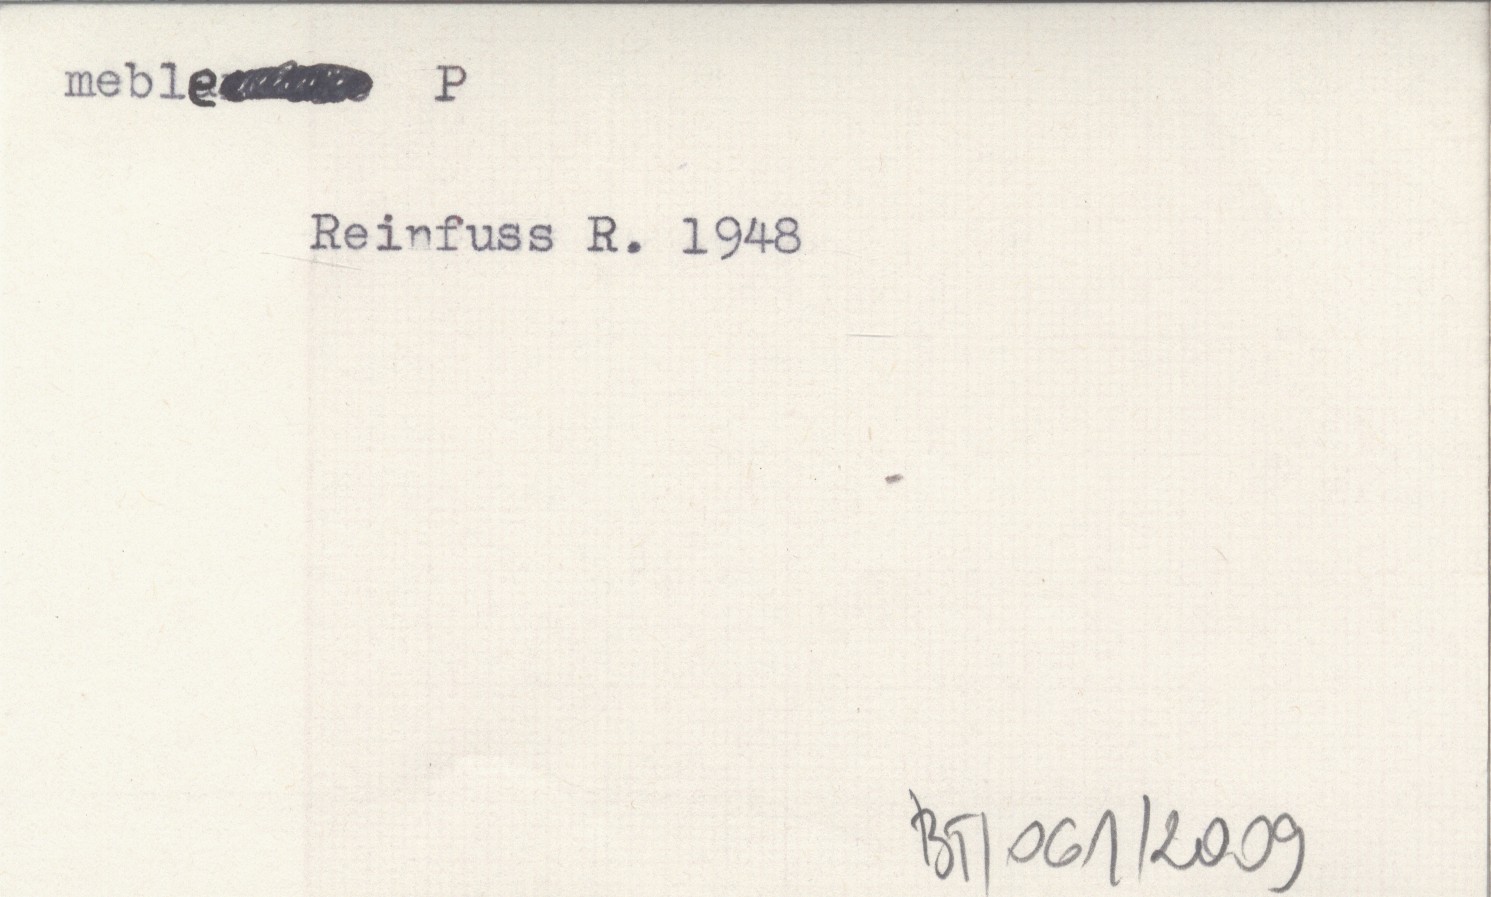 meble P
Reinfuss R. 1948
BT/061/2009